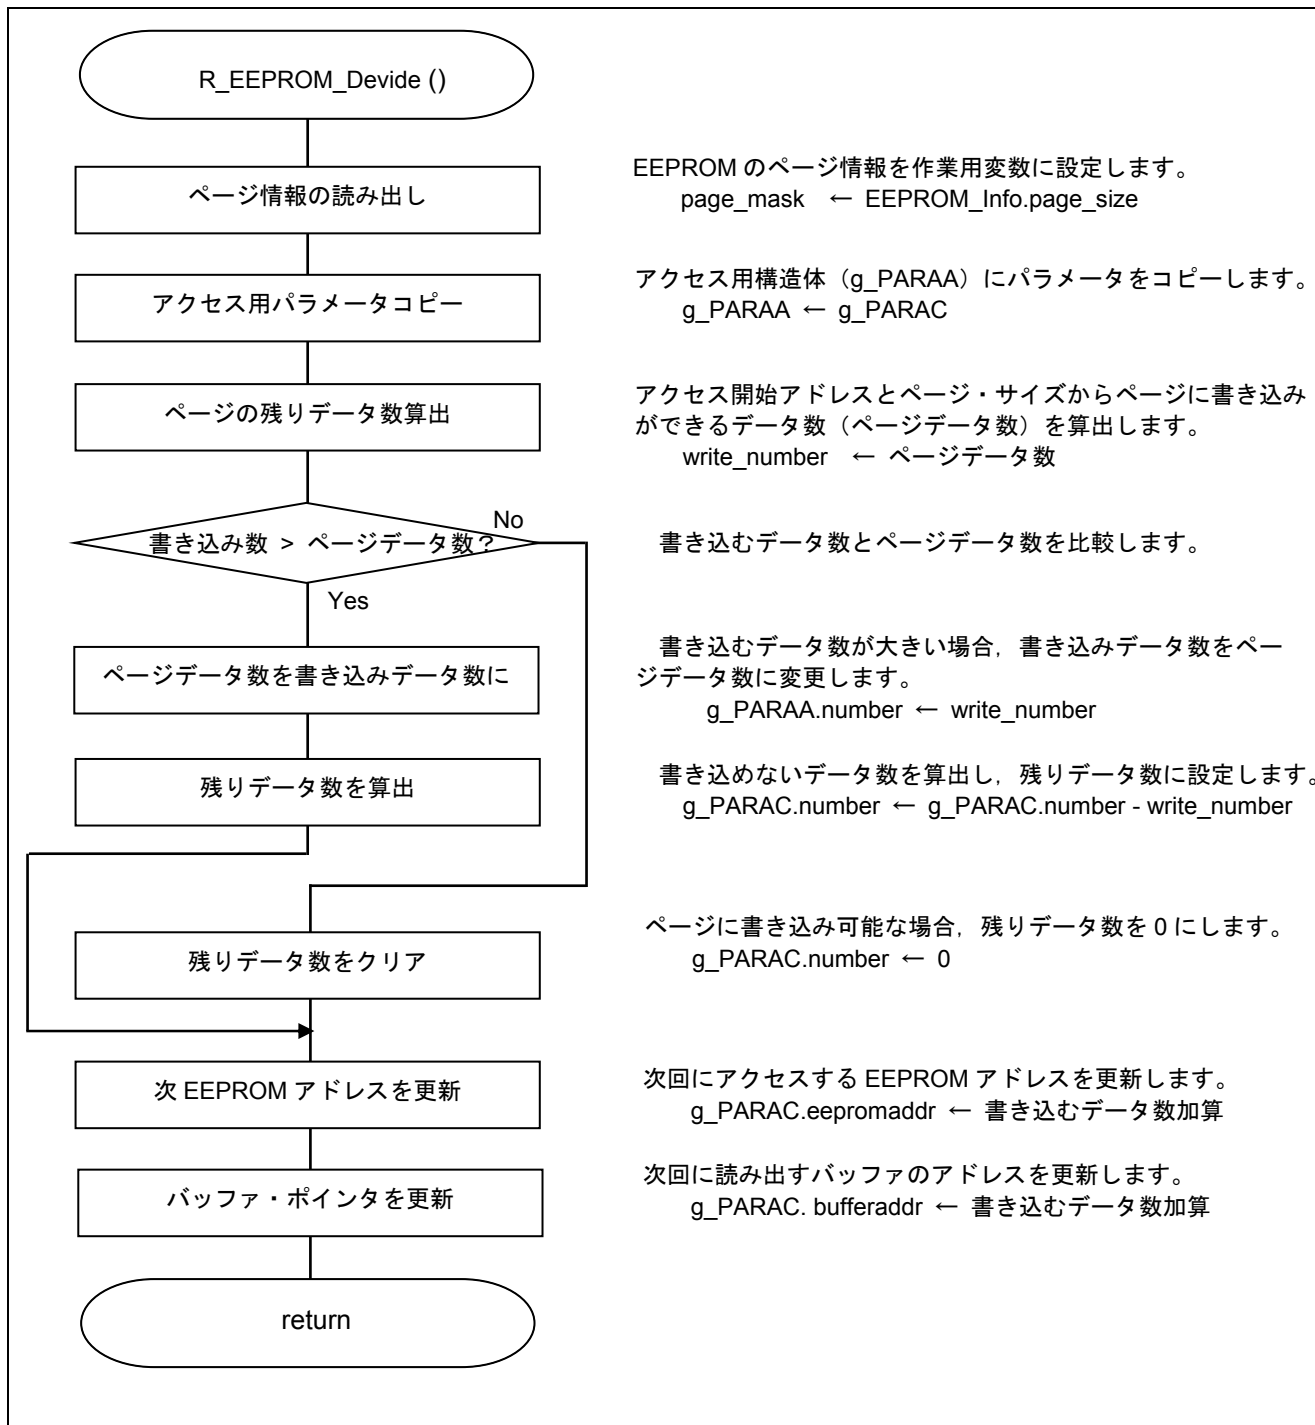 R_EEPROM_Devide ()
ページ情報の読み出し
EEPROM のページ情報を作業用変数に設定します。
page_mask ← EEPROM_Info.page_size
アクセス用パラメータコピー
アクセス用構造体（g_PARAA）にパラメータをコピーします。
g_PARAA ← g_PARAC
ページの残りデータ数算出
アクセス開始アドレスとページ・サイズからページに書き込み
ができるデータ数（ページデータ数）を算出します。
write_number ← ページデータ数
書き込み数 > ページデータ数？
No
Yes
書き込むデータ数とページデータ数を比較します。
ページデータ数を書き込みデータ数に
書き込むデータ数が大きい場合，書き込みデータ数をペー
ジデータ数に変更します。
g_PARAA.number ← write_number
残りデータ数を算出
書き込めないデータ数を算出し，残りデータ数に設定します。
g_PARAC.number ← g_PARAC.number - write_number
残りデータ数をクリア
ページに書き込み可能な場合，残りデータ数を 0 にします。
g_PARAC.number ← 0
次 EEPROM アドレスを更新
次回にアクセスする EEPROM アドレスを更新します。
g_PARAC.eepromaddr ← 書き込むデータ数加算
バッファ・ポインタを更新
次回に読み出すバッファのアドレスを更新します。
g_PARAC. bufferaddr ← 書き込むデータ数加算
return